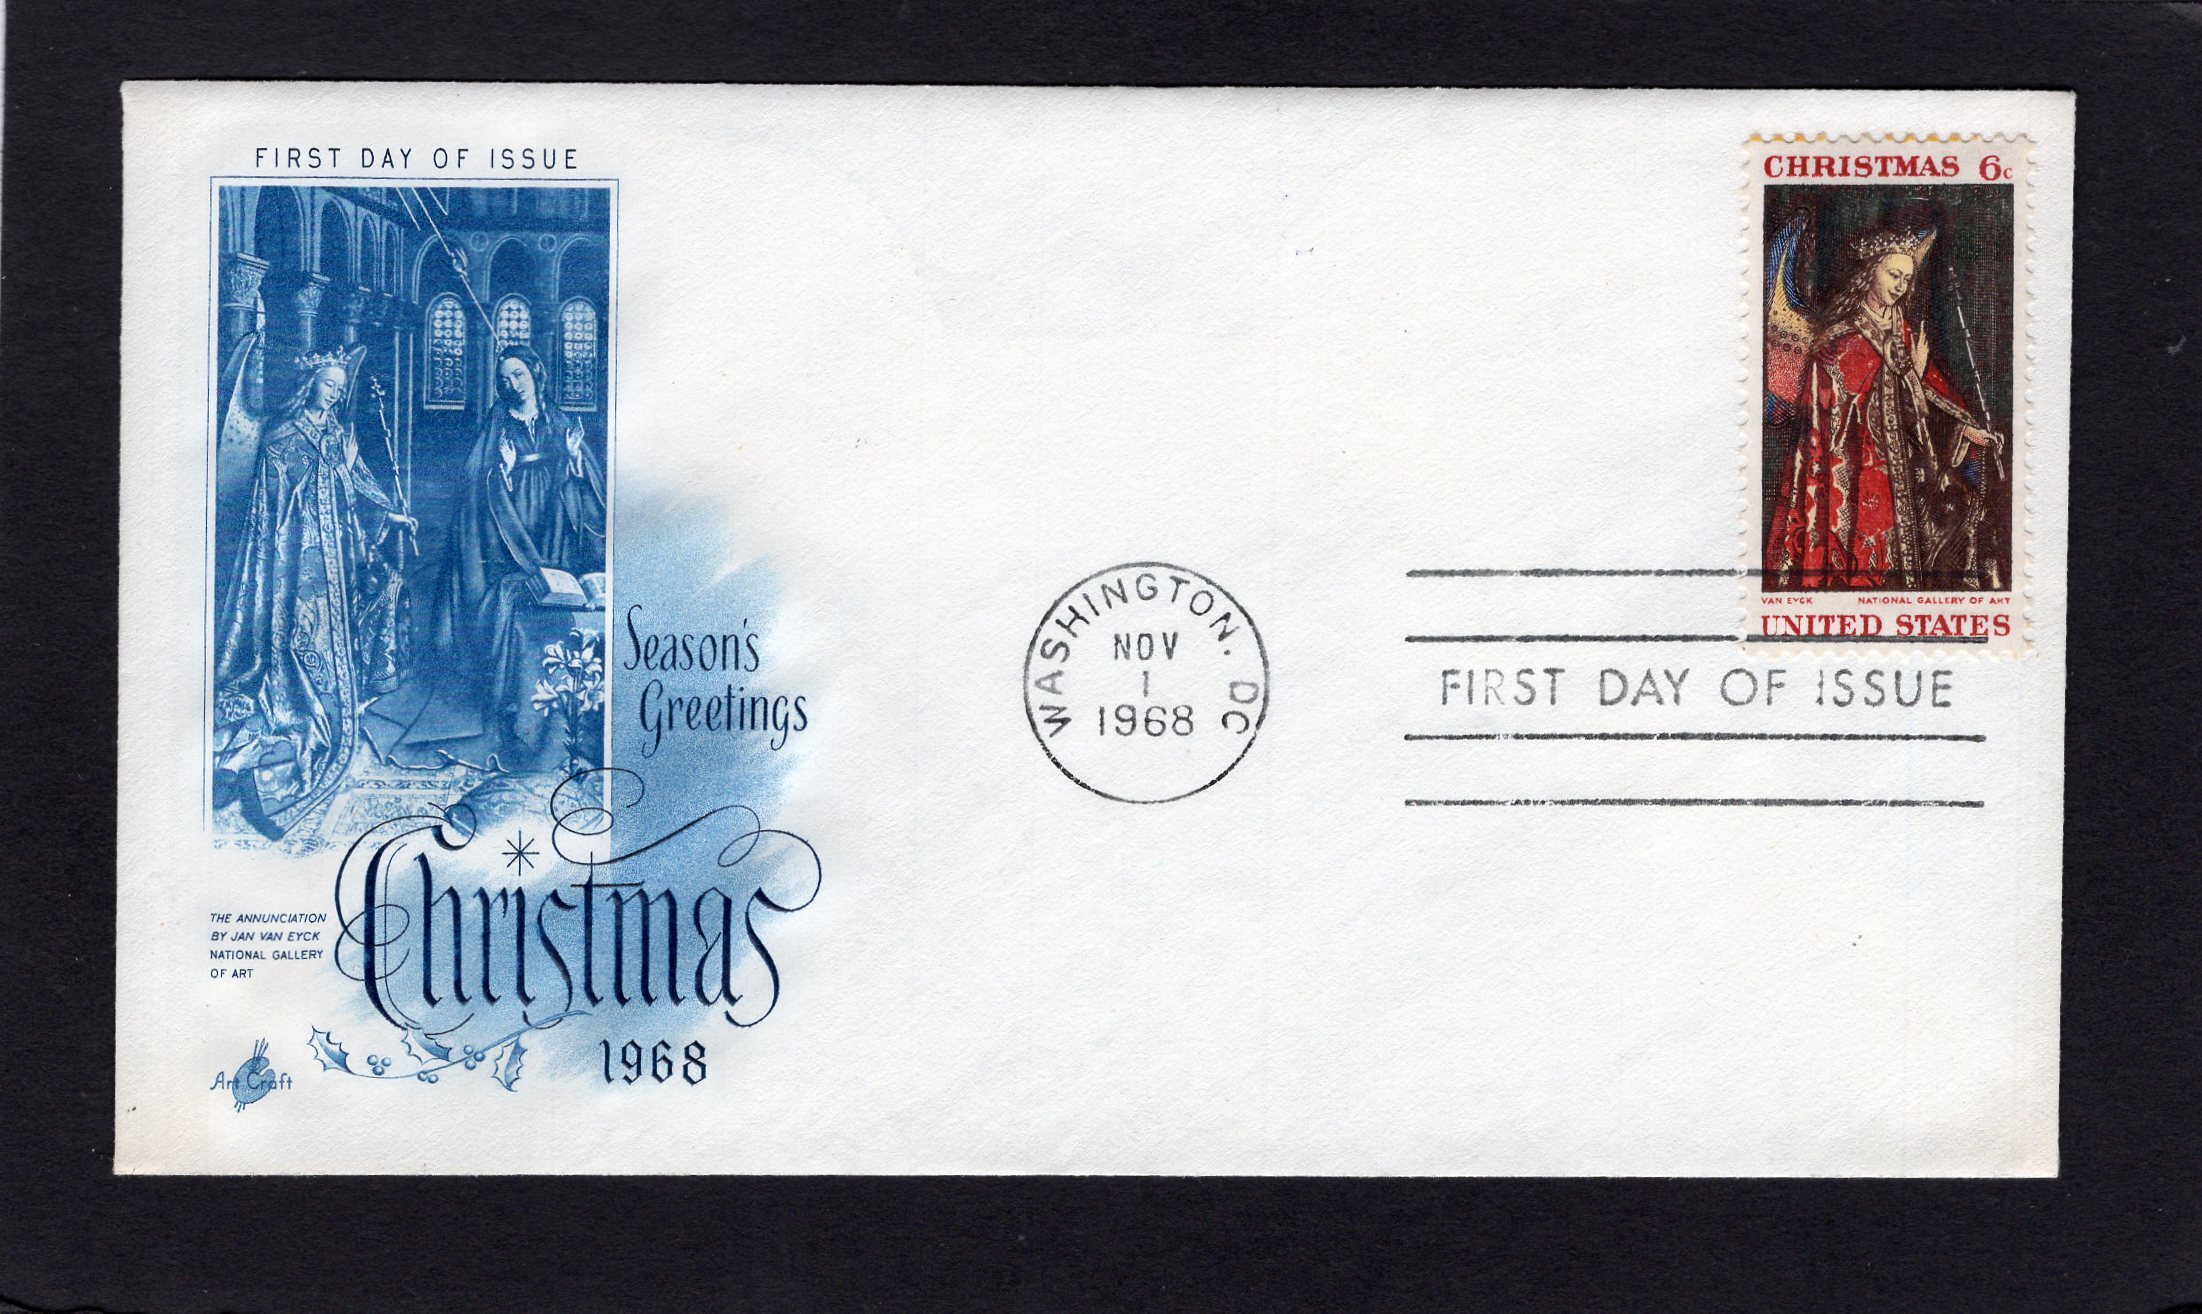 FIRST DAY OF ISSUE
Season's
Greetings
Christmas
1968
THE ANNUNCIATION
BY JAN VAN EYCK
NATIONAL GALLERY
OF ART
Art Craft
WASHINGTON. DC
NOV
1
1968
CHRISTMAS 6c
VAN EYCK NATIONAL GALLERY OF ART
UNITED STATES
FIRST DAY OF ISSUE